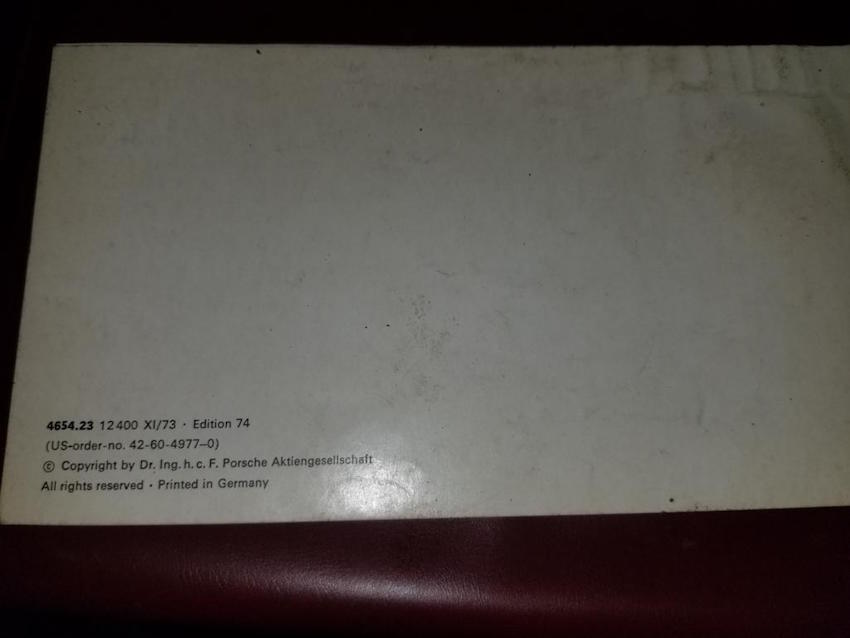 4654.23 12400 XI/73 · Edition 74
(US-order-no. 42-60-4977-0)
© Copyright by Dr. Ing. h. c. F. Porsche Aktiengesellschaft
All rights reserved · Printed in Germany